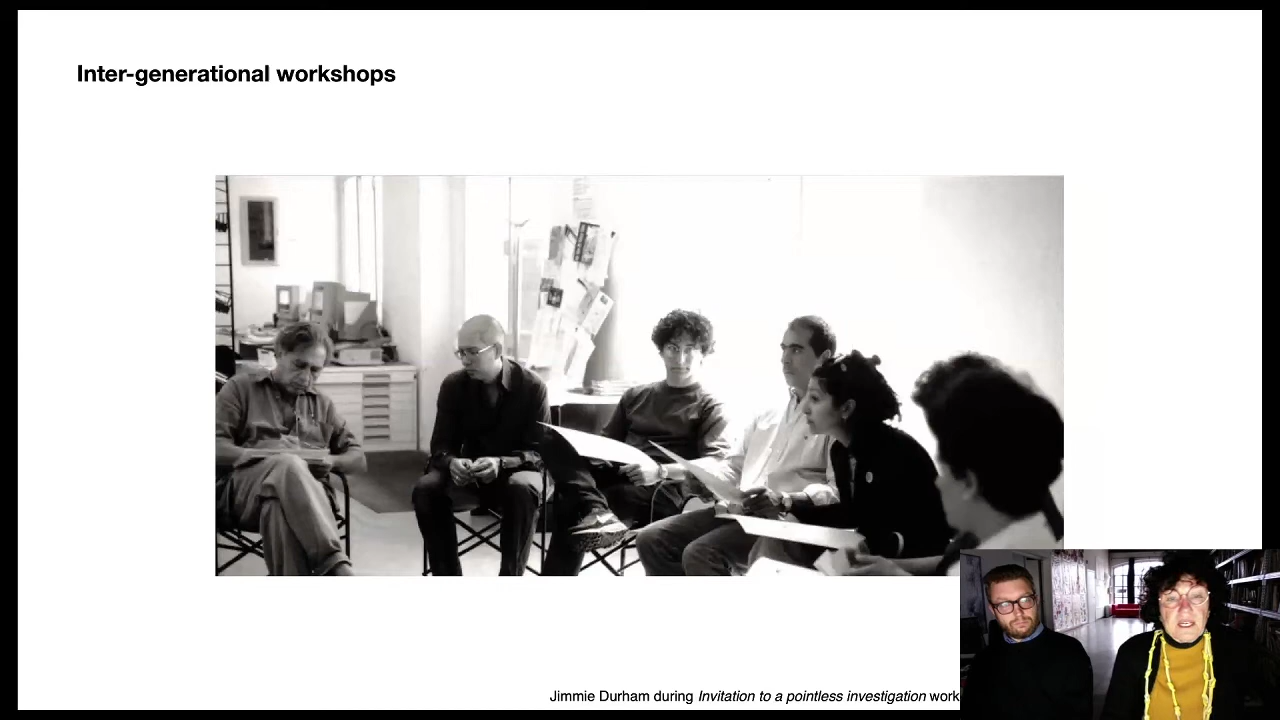 Inter-generational workshops
Jimmie Durham during Invitation to a pointless investigation work